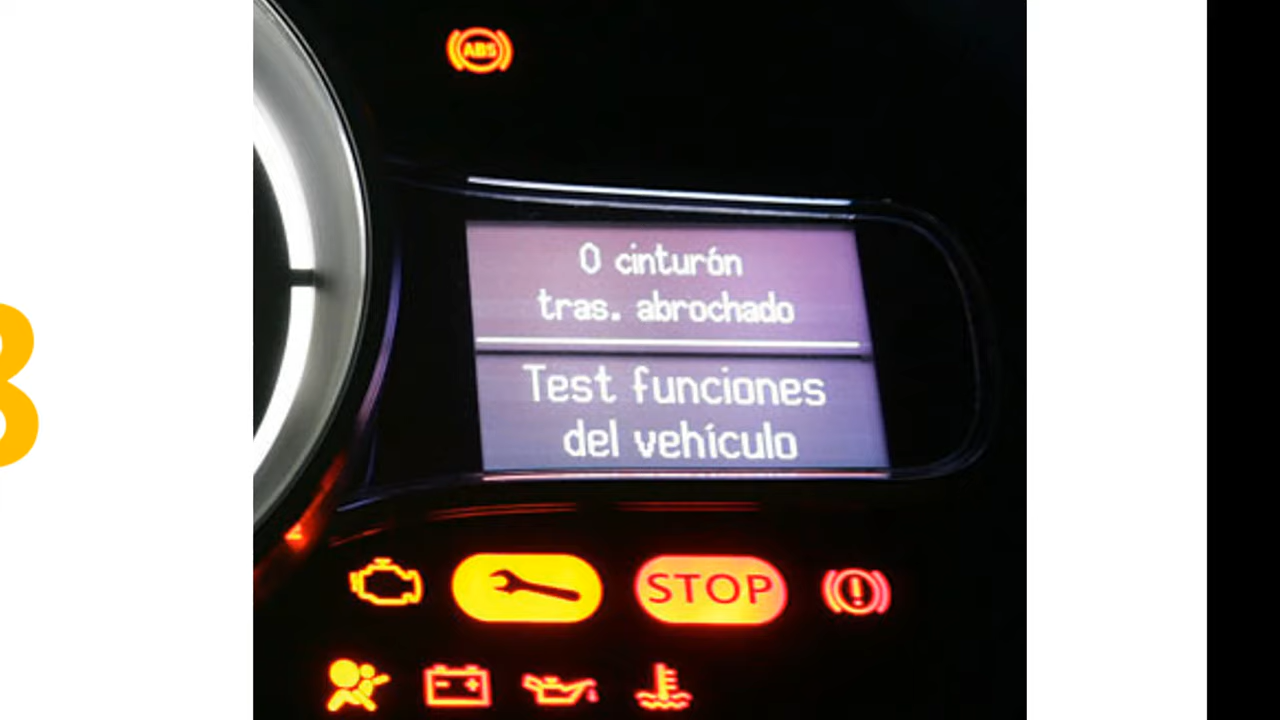 ABS
0 cinturón
tras. abrochado
Test funciones
del vehículo
STOP